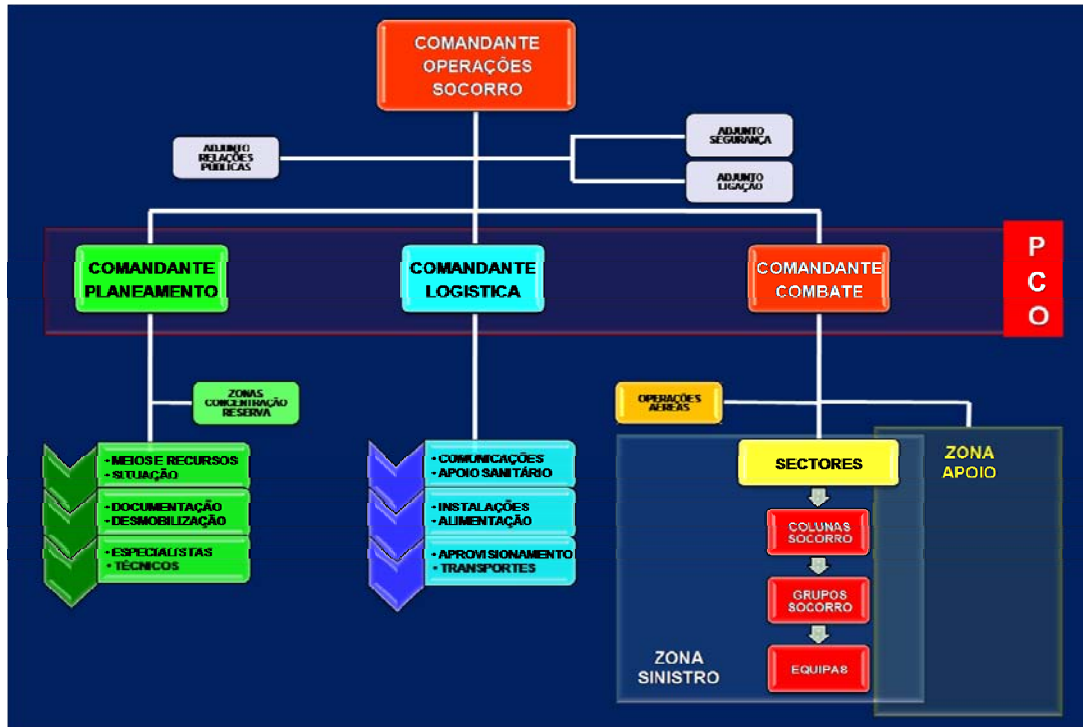 COMANDANTE
OPERAÇÕES
SOCORRO
ADJUNTO
RELAÇÕES
PÚBLICAS
ADJUNTO
SEGURANÇA
ADJUNTO
LIGAÇÃO
COMANDANTE
PLANEAMENTO
COMANDANTE
LOGISTICA
COMANDANTE
COMBATE
P
C
O
ZONAS
CONCENTRAÇÃO
RESERVA
• MEIOS E RECURSOS
• SITUAÇÃO
• DOCUMENTAÇÃO
• DESMOBILIZAÇÃO
• ESPECIALISTAS
• TÉCNICOS
• COMUNICAÇÕES
• APOIO SANITÁRIO
• INSTALAÇÕES
• ALIMENTAÇÃO
• APROVISIONAMENTO
• TRANSPORTES
OPERAÇÕES
AÉREAS
SECTORES
COLUNAS
SOCORRO
GRUPOS
SOCORRO
EQUIPAS
ZONA
SINISTRO
ZONA
APOIO